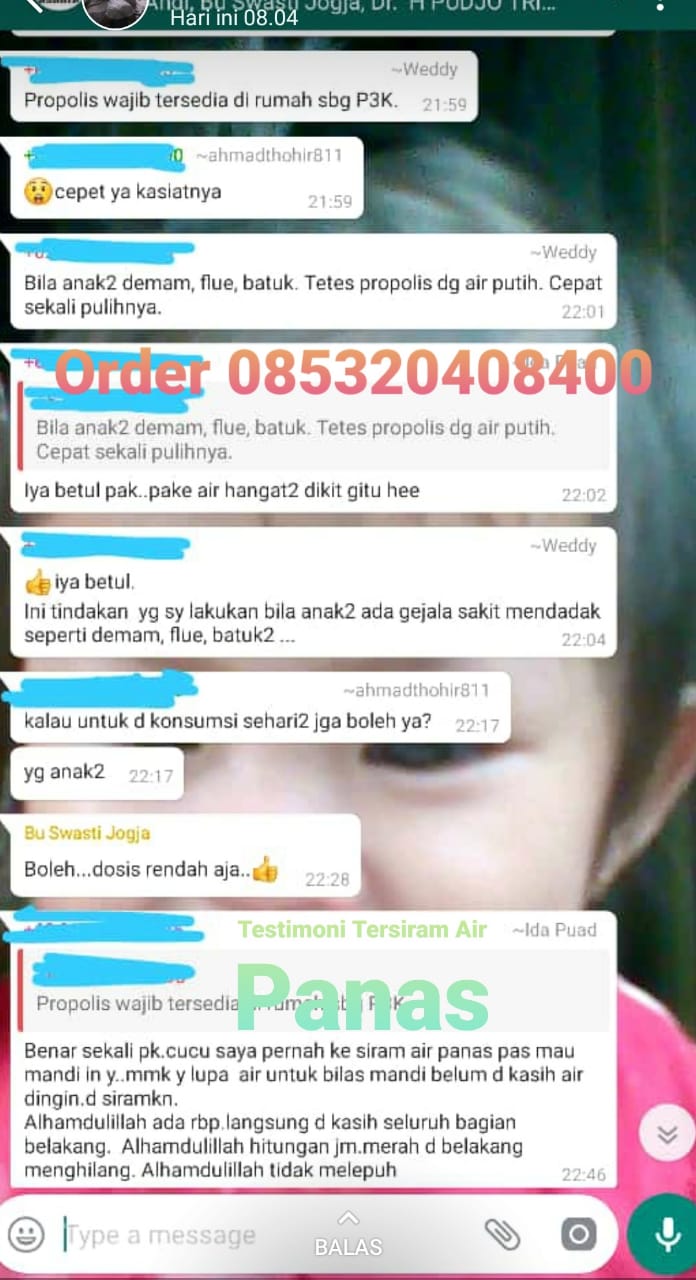 Andi, Bu Swasti Jogja, Dr. H PUDJO TRI...
Hari ini 08.04
~Weddy
Propolis wajib tersedia di rumah sbg P3K. 21:59
~ahmadthohir811
😲cepet ya kasiatnya
21:59
~Weddy
Bila anak2 demam, flue, batuk. Tetes propolis dg air putih. Cepat
sekali pulihnya. 22:01
Order 085320408400
Bila anak2 demam, flue, batuk. Tetes propolis dg air putih.
Cepat sekali pulihnya.
Iya betul pak..pake air hangat2 dikit gitu hee 22:02
~Weddy
👍iya betul.
Ini tindakan yg sy lakukan bila anak2 ada gejala sakit mendadak
seperti demam, flue, batuk2 ... 22:04
~ahmadthohir811
kalau untuk d konsumsi sehari2 jga boleh ya? 22:17
yg anak2 22:17
Bu Swasti Jogja
Boleh...dosis rendah aja..👍 22:28
Testimoni Tersiram Air ~Ida Puad
Panas
Propolis wajib tersedia di rumah sbg P3K
Benar sekali pk.cucu saya pernah ke siram air panas pas mau
mandi in y..mmk y lupa air untuk bilas mandi belum d kasih air
dingin.d siramkn.
Alhamdulillah ada rbp.langsung d kasih seluruh bagian
belakang. Alhamdulillah hitungan jm.merah d belakang
menghilang. Alhamdulillah tidak melepuh 22:46
Type a message
BALAS